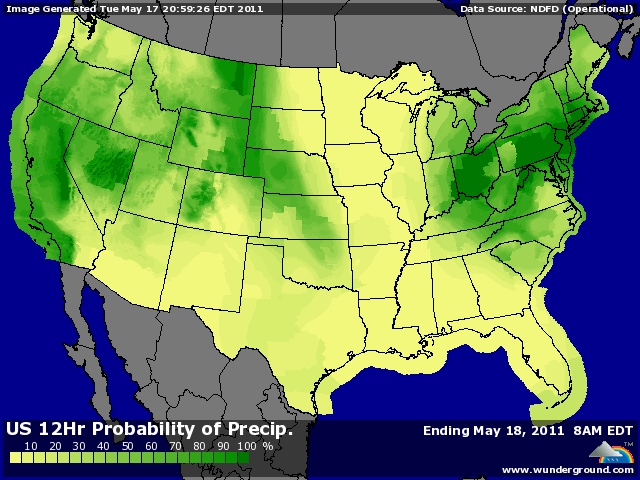 Image Generated Tue May 17 20:59:26 EDT 2011
Data Source: NDFD (Operational)
US 12Hr Probability of Precip.
Ending May 18, 2011 8AM EDT
10 20 30 40 50 60 70 80 90 100 %
TM
www.wunderground.com